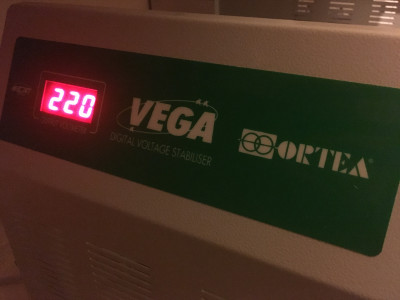 220
VEGA
DIGITAL VOLTAGE STABILISER
ORTEA